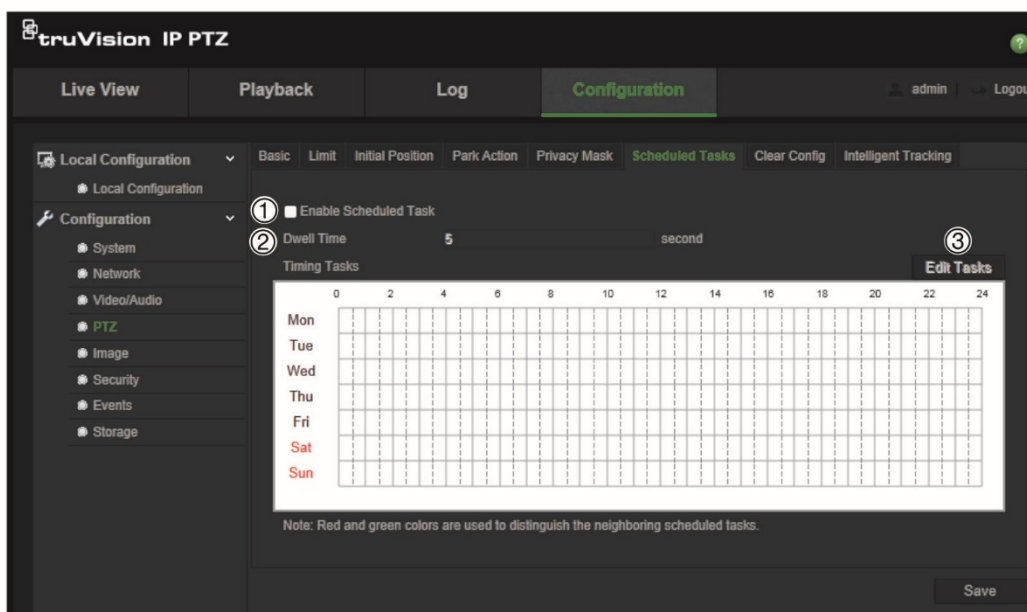 truVision IP PTZ
?
Live View Playback Log Configuration admin Logou
Local Configuration Basic Limit Initial Position Park Action Privacy Mask Scheduled Tasks Clear Config Intelligent Tracking
Local Configuration
① Enable Scheduled Task
Configuration
② Dwell Time 5 second ③
System
Timing Tasks Edit Tasks
Network
Video/Audio
PTZ
Image
Security
Events
Storage
0 2 4 6 8 10 12 14 16 18 20 22 24
Mon
Tue
Wed
Thu
Fri
Sat
Sun
Note: Red and green colors are used to distinguish the neighboring scheduled tasks.
Save